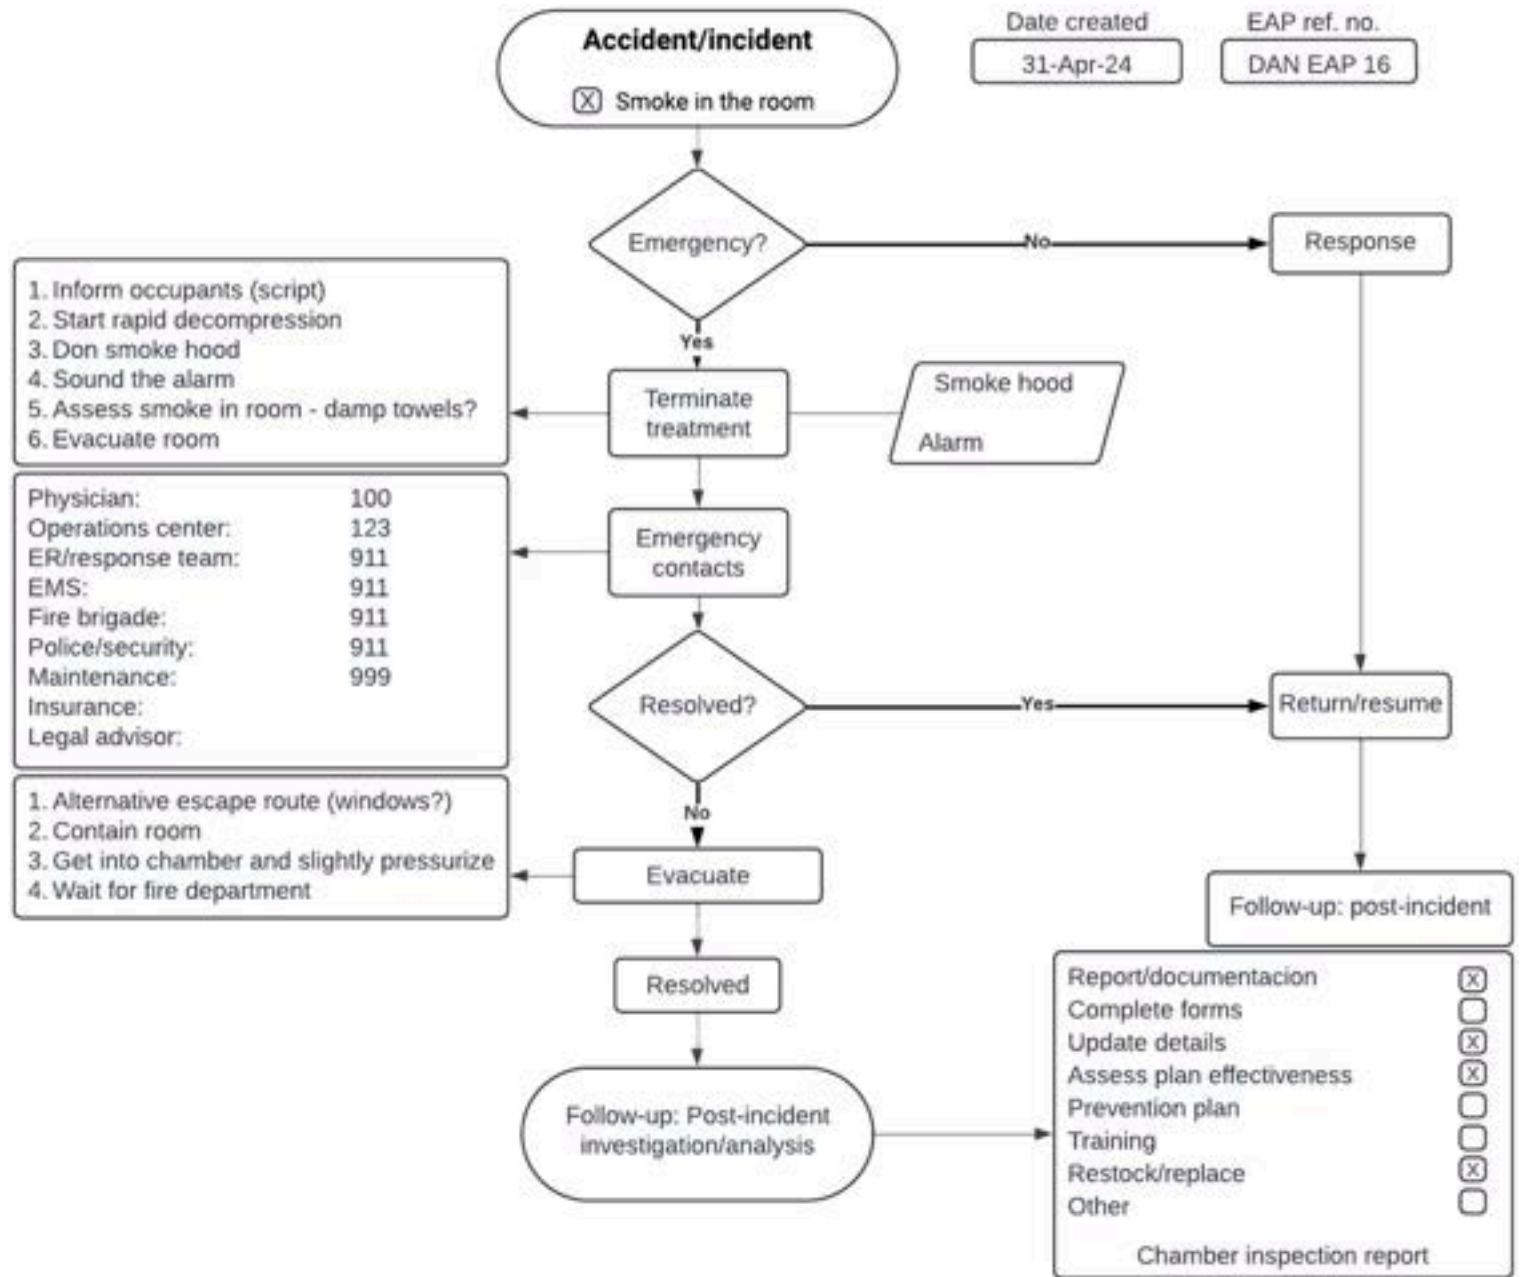 Accident/incident
X Smoke in the room
Date created
31-Apr-24
EAP ref. no.
DAN EAP 16
Emergency?
No
Response
Yes
1. Inform occupants (script)
2. Start rapid decompression
3. Don smoke hood
4. Sound the alarm
5. Assess smoke in room - damp towels?
6. Evacuate room
Terminate
treatment
Smoke hood
Alarm
Physician: 100
Operations center: 123
ER/response team: 911
EMS: 911
Fire brigade: 911
Police/security: 911
Maintenance: 999
Insurance:
Legal advisor:
Emergency
contacts
Resolved?
Yes
Return/resume
No
1. Alternative escape route (windows?)
2. Contain room
3. Get into chamber and slightly pressurize
4. Wait for fire department
Evacuate
Follow-up: post-incident
Resolved
Follow-up: Post-incident
investigation/analysis
Report/documentacion X
Complete forms
Update details X
Assess plan effectiveness X
Prevention plan
Training
Restock/replace X
Other
Chamber inspection report